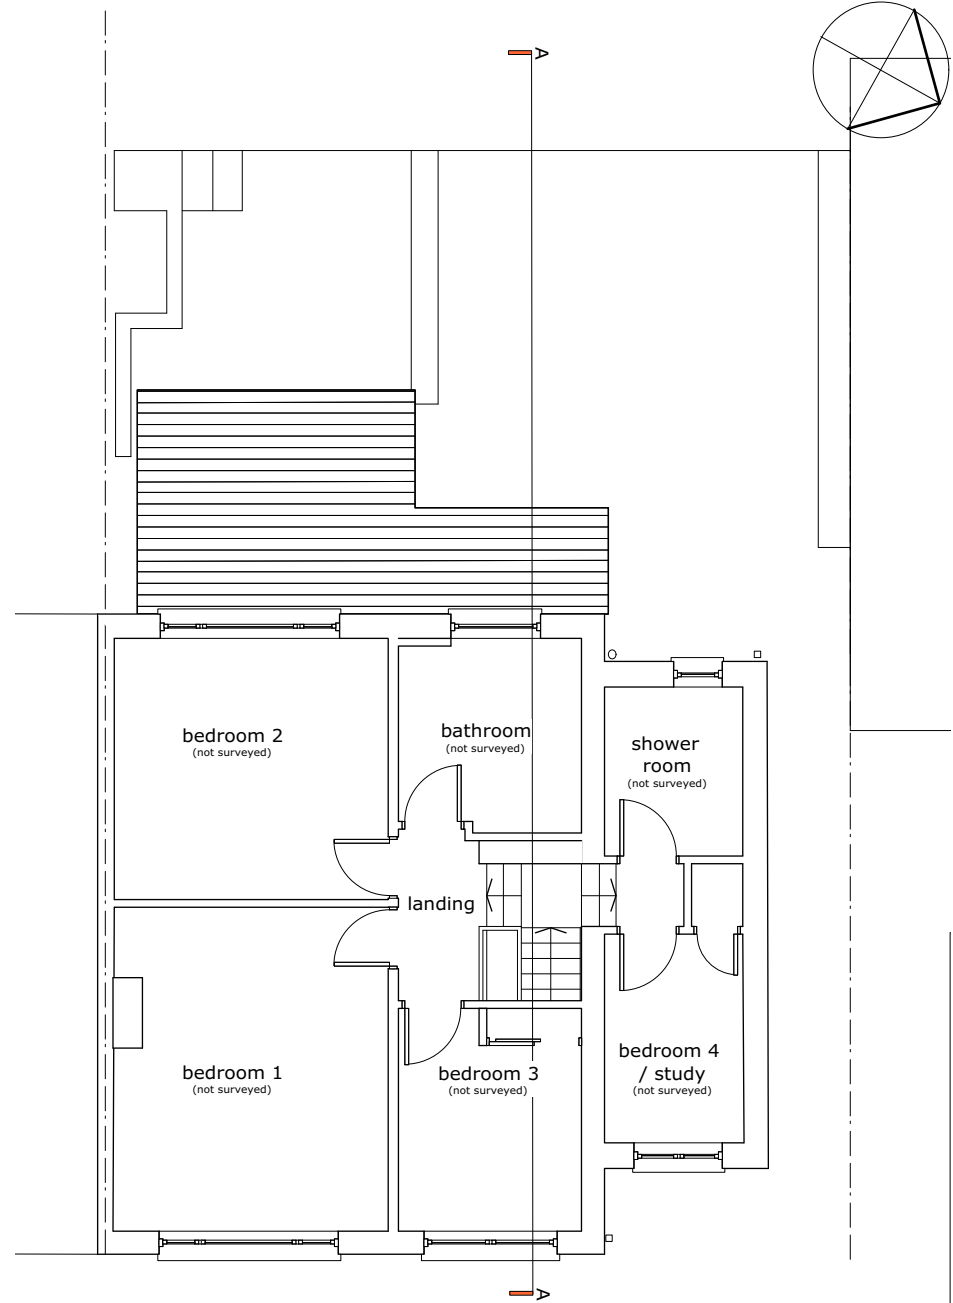 A
bedroom 2
(not surveyed)
bathroom
(not surveyed)
shower
room
(not surveyed)
landing
bedroom 1
(not surveyed)
bedroom 3
(not surveyed)
bedroom 4
/ study
(not surveyed)
A